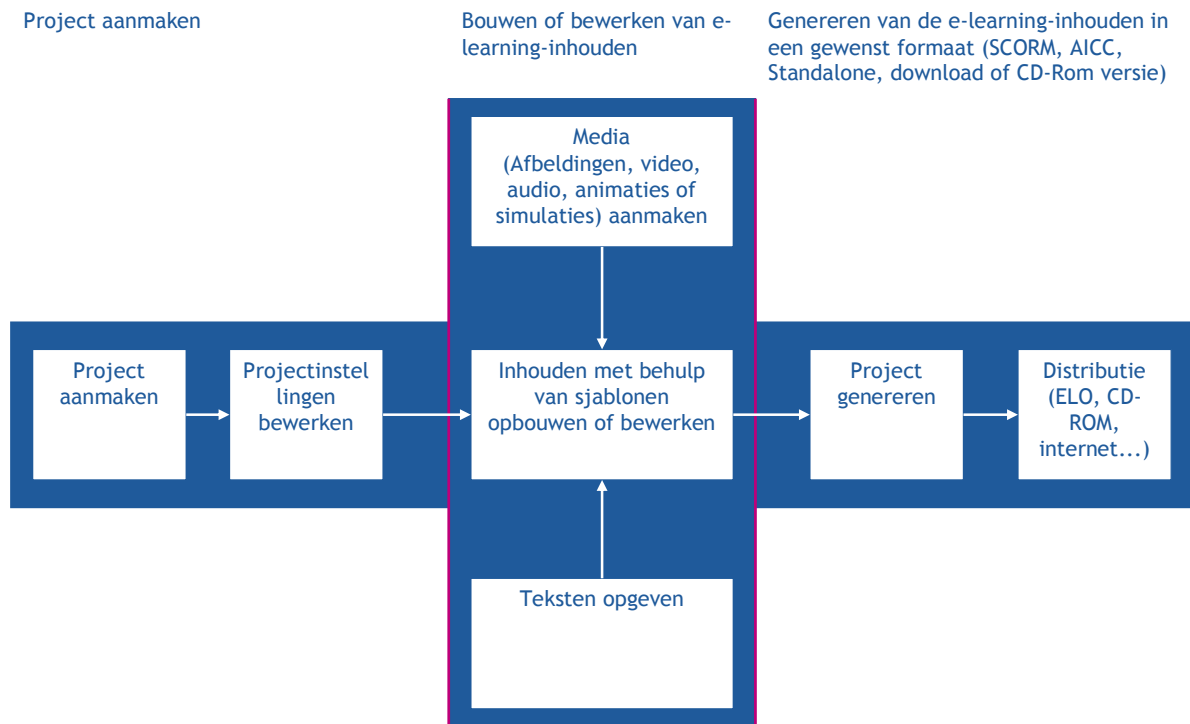 Project aanmaken
Bouwen of bewerken van e-
learning-inhouden
Genereren van de e-learning-inhouden in
een gewenst formaat (SCORM, AICC,
Standalone, download of CD-Rom versie)
Media
(Afbeldingen, video,
audio, animaties of
simulaties) aanmaken
Project
aanmaken
Projectinstel
lingen
bewerken
Inhouden met behulp
van sjablonen
opbouwen of bewerken
Project
genereren
Distributie
(ELO, CD-
ROM,
internet...)
Teksten opgeven